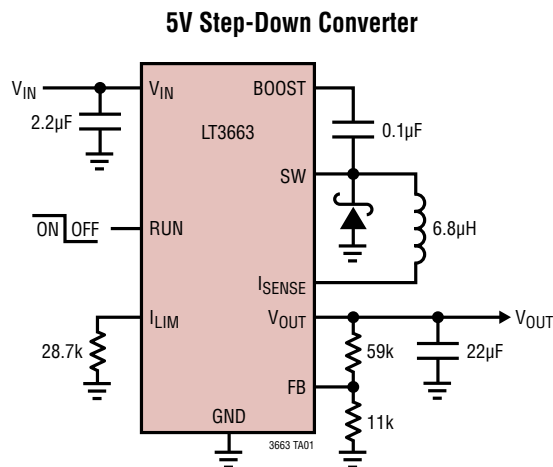 5V Step-Down Converter
VIN
VIN
BOOST
2.2µF
LT3663
0.1µF
SW
ON OFF
RUN
6.8µH
ISENSE
ILIM
VOUT
VOUT
28.7k
59k
22µF
FB
11k
GND
3663 TA01